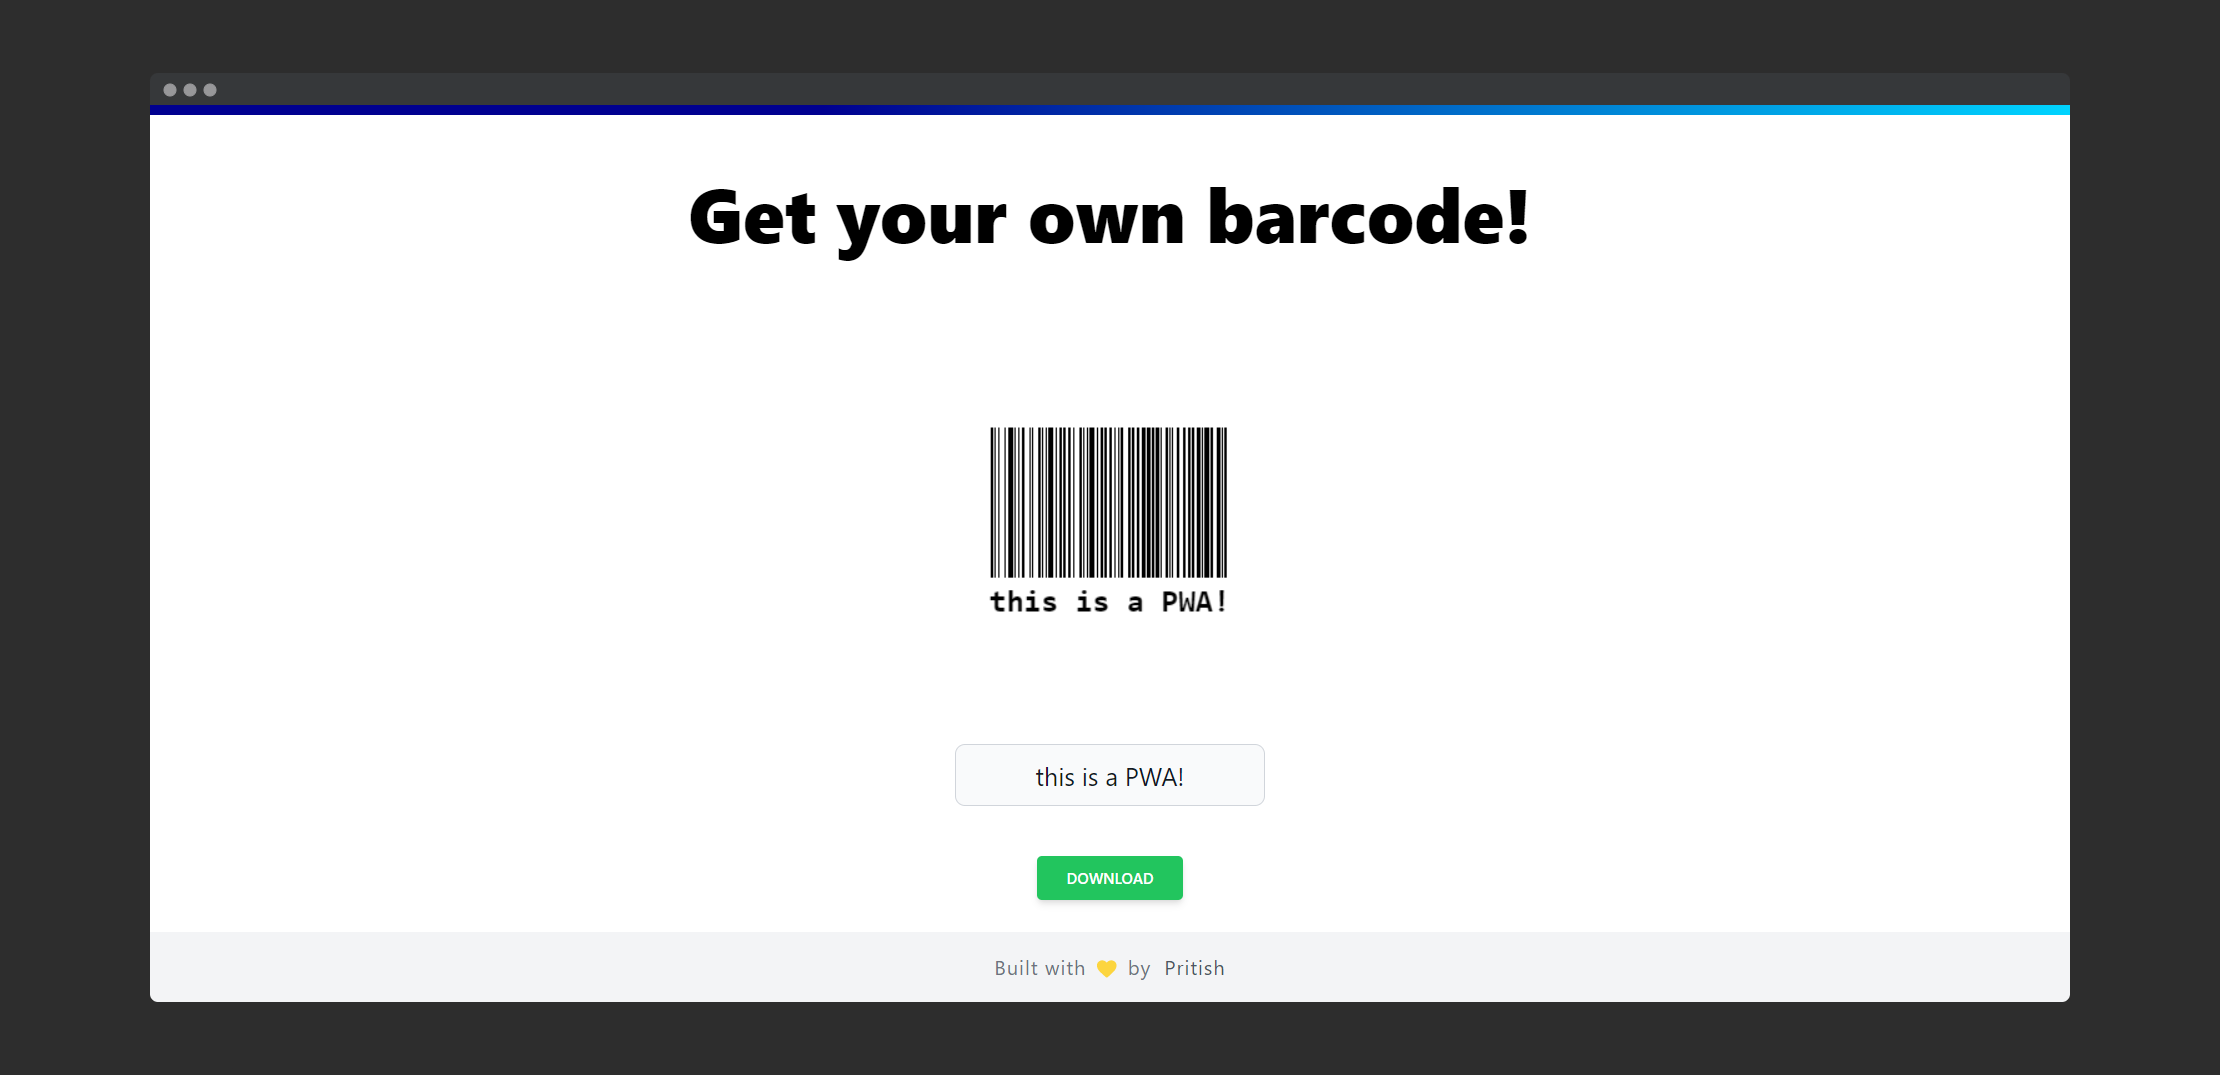 Get your own barcode!
this is a PWA!
this is a PWA!
DOWNLOAD
Built with 💛 by Pritish